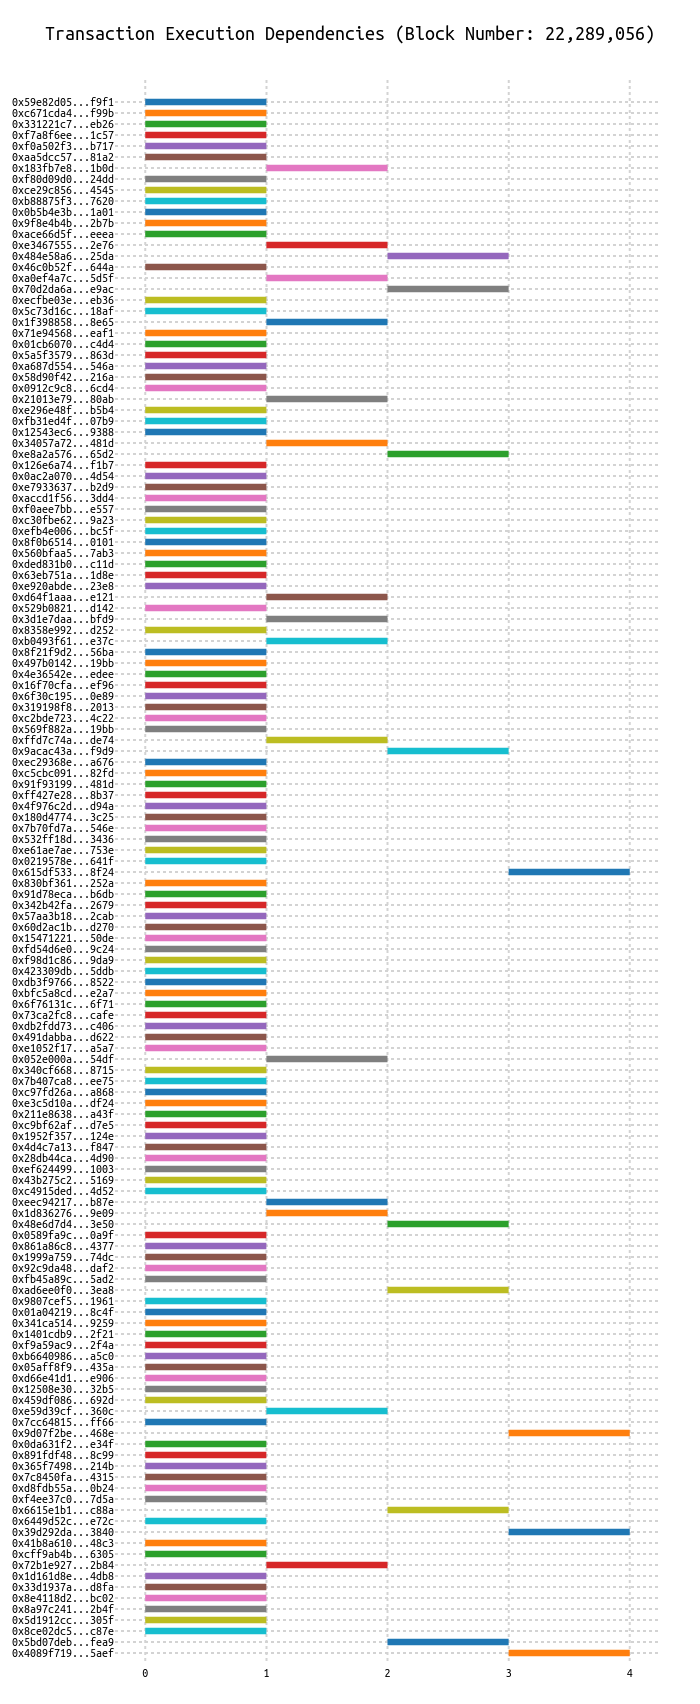 Transaction Execution Dependencies (Block Number: 22,289,056)
0x59e82d05...f9f1
0xc671cda4...f99b
0x331221c7...eb26
0xf7a8f6ee...1c57
0xf0a502f3...b717
0xaa5dcc57...81a2
0x183fb7e8...1b0d
0xf80d09d0...24dd
0xce29c856...4545
0xb88875f3...7620
0x0b5b4e3b...1a01
0x9f8e4b4b...2b7b
0xace66d5f...eeea
0xe3467555...2e76
0x484e58a6...25da
0x46c0b52f...644a
0xa0ef4a7c...5d5f
0x70d2da6a...e9ac
0xecfbe03e...eb36
0x5c73d16c...18af
0x1f398858...8e65
0x71e94568...eaf1
0x01cb6070...c4d4
0x5a5f3579...863d
0xa687d554...546a
0x58d90f42...216a
0x0912c9c8...6cd4
0x21013e79...80ab
0xe296e48f...b5b4
0xfb31ed4f...07b9
0x12543ec6...9388
0x34057a72...481d
0xe8a2a576...65d2
0x126e6a74...f1b7
0x0ac2a070...4d54
0xe7933637...b2d9
0xaccd1f56...3dd4
0xf0aee7bb...e557
0xc30fbe62...9a23
0xefb4e006...bc5f
0x8f0b6514...0101
0x560bfaa5...7ab3
0xded831b0...c11d
0x63eb751a...1d8e
0xe920abde...23e8
0xd64f1aaa...e121
0x529b0821...d142
0x3d1e7daa...bfd9
0x8358e992...d252
0xb0493f61...e37c
0x8f21f9d2...56ba
0x497b0142...19bb
0x4e36542e...edee
0x16f70cfa...ef96
0x6f30c195...0e89
0x319198f8...2013
0xc2bde723...4c22
0x569f882a...19bb
0xffd7c74a...de74
0x9acac43a...f9d9
0xec29368e...a676
0xc5cbc091...82fd
0x91f93199...481d
0xff427e28...8b37
0x4f976c2d...d94a
0x180d4774...3c25
0x7b70fd7a...546e
0x532ff18d...3436
0xe61ae7ae...753e
0x0219578e...641f
0x615df533...8f24
0x830bf361...252a
0x91d78eca...b6db
0x342b42fa...2679
0x57aa3b18...2cab
0x60d2ac1b...d270
0x15471221...50de
0xfd54d6e0...9c24
0xf98d1c86...9da9
0x423309db...5ddb
0xdb3f9766...8522
0xbfc5a8cd...e2a7
0x6f76131c...6f71
0x73ca2fc8...cafe
0xdb2fdd73...c406
0x491dabba...d622
0xe1052f17...a5a7
0x052e000a...54df
0x340cf668...8715
0x7b407ca8...ee75
0xc97fd26a...a868
0xe3c5d10a...df24
0x211e8638...a43f
0xc9bf62af...d7e5
0x1952f357...124e
0x4d4c7a13...f847
0x28db44ca...4d90
0xef624499...1003
0x43b275c2...5169
0xc4915ded...4d52
0xeec94217...b87e
0x1d836276...9e09
0x48e6d7d4...3e50
0x0589fa9c...0a9f
0x861a86c8...4377
0x1999a759...74dc
0x92c9da48...daf2
0xfb45a89c...5ad2
0xad6ee0f0...3ea8
0x9807cef5...1961
0x01a04219...8c4f
0x341ca514...9259
0x1401cdb9...2f21
0xf9a59ac9...2f4a
0xb6640986...a5c0
0x05aff8f9...435a
0xd66e41d1...e906
0x12508e30...32b5
0x459df086...692d
0xe59d39cf...360c
0x7cc64815...ff66
0x9d07f2be...468e
0x0da631f2...e34f
0x891fdf48...8c99
0x365f7498...214b
0x7c8450fa...4315
0xd8fdb55a...0b24
0xf4ee37c0...7d5a
0x6615e1b1...c88a
0x6449d52c...e72c
0x39d292da...3840
0x41b8a610...48c3
0xcff9ab4b...6305
0x72b1e927...2b84
0x1d161d8e...4db8
0x33d1937a...d8fa
0x8e4118d2...bc02
0x8a97c241...2b4f
0x5d1912cc...305f
0x8ce02dc5...c87e
0x5bd07deb...fea9
0x4089f719...5aef
0 1 2 3 4